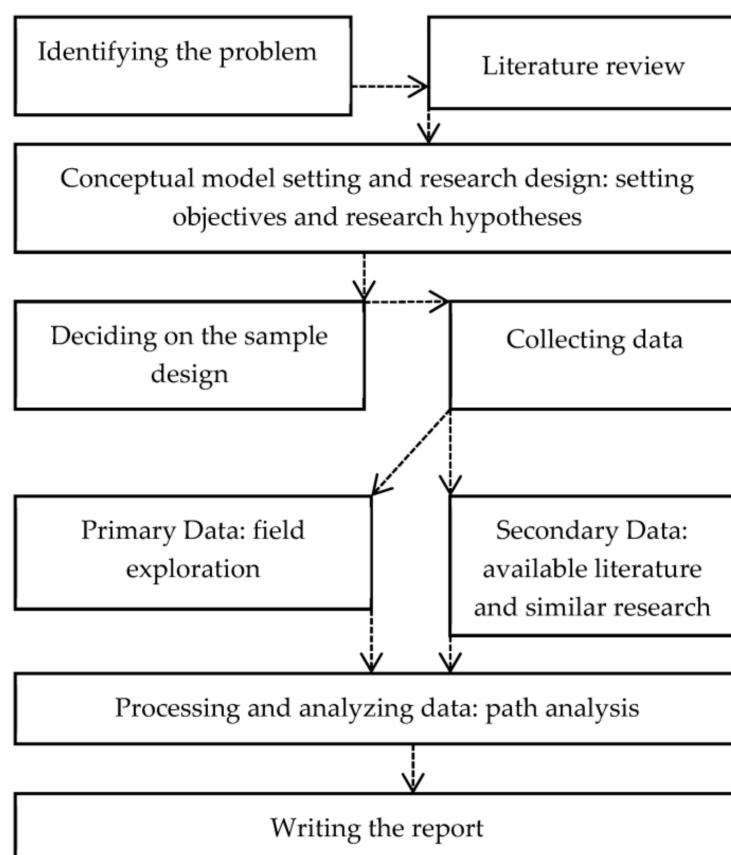 Identifying the problem
Literature review
Conceptual model setting and research design: setting
objectives and research hypotheses
Deciding on the sample
design
Collecting data
Primary Data: field
exploration
Secondary Data:
available literature
and similar research
Processing and analyzing data: path analysis
Writing the report